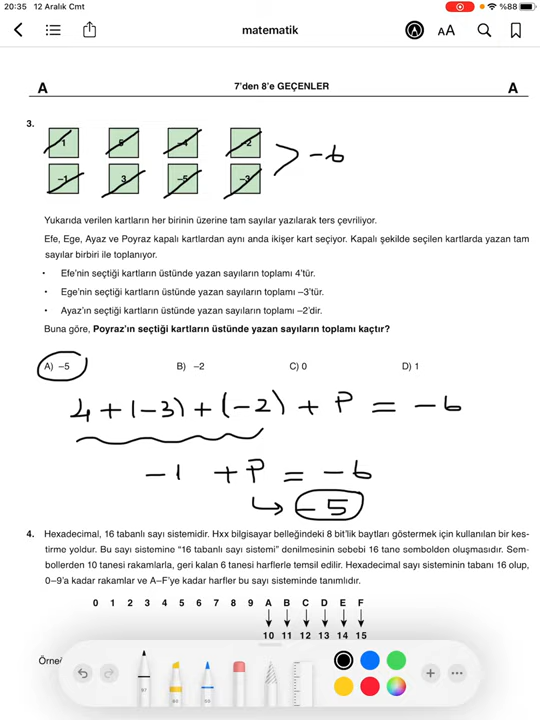 20:35 12 Aralık Cmt %88
matematik
AA
A 7'den 8'e GEÇENLER A
3.
1 5 -4 -2
> -6
-1 3 -5 -3
Yukarıda verilen kartların her birinin üzerine tam sayılar yazılarak ters çevriliyor.
Efe, Ege, Ayaz ve Poyraz kapalı kartlardan aynı anda ikişer kart seçiyor. Kapalı şekilde seçilen kartlarda yazan tam
sayılar birbiri ile toplanıyor.
• Efe'nin seçtiği kartların üstünde yazan sayıların toplamı 4'tür.
• Ege'nin seçtiği kartların üstünde yazan sayıların toplamı –3'tür.
• Ayaz'ın seçtiği kartların üstünde yazan sayıların toplamı –2'dir.
Buna göre, Poyraz'ın seçtiği kartların üstünde yazan sayıların toplamı kaçtır?
A) –5 B) –2 C) 0 D) 1
4 + (-3) + (-2) + P = -6
-1 + P = -6
-5
4. Hexadecimal, 16 tabanlı sayı sistemidir. Hxx bilgisayar belleğindeki 8 bit'lik baytları göstermek için kullanılan bir kes-
tirme yoldur. Bu sayı sistemine "16 tabanlı sayı sistemi" denilmesinin sebebi 16 tane sembolden oluşmasıdır. Sem-
bollerden 10 tanesi rakamlarla, geri kalan 6 tanesi harflerle temsil edilir. Hexadecimal sayı sisteminin tabanı 16 olup,
0–9'a kadar rakamlar ve A–F'ye kadar harfler bu sayı sisteminde tanımlıdır.
0 1 2 3 4 5 6 7 8 9 A B C D E F
10 11 12 13 14 15